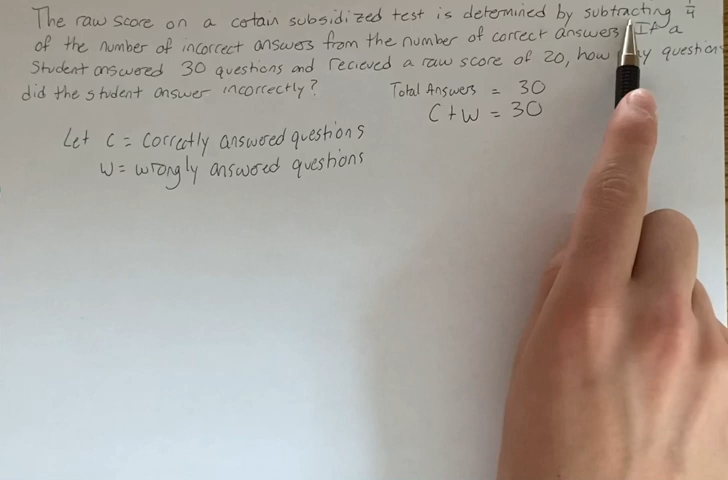 The raw score on a cotain subsidized test is determined by subtracting 1/4
of the number of incorrect answers from the number of correct answers. If a
Student answered 30 questions and recieved a raw score of 20, how y questions
did the student answer incorrectly?
Total Answers = 30
C + W = 30
Let C = correctly answered questions
W = wrongly answered questions